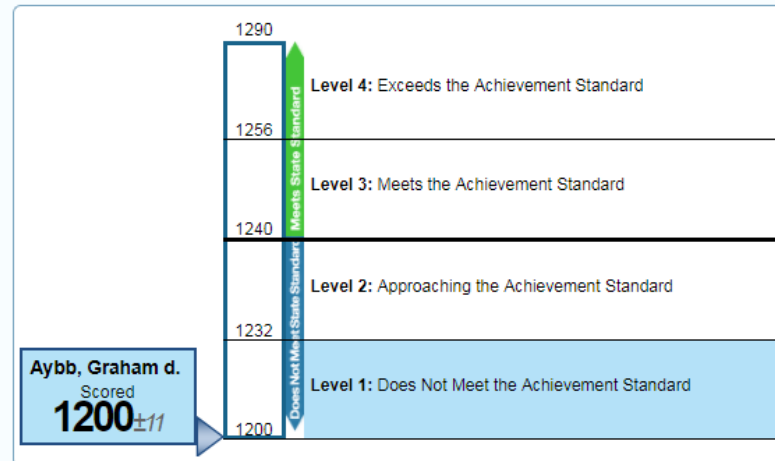 1290
Level 4: Exceeds the Achievement Standard
1256
Level 3: Meets the Achievement Standard
1240
Level 2: Approaching the Achievement Standard
1232
Level 1: Does Not Meet the Achievement Standard
1200
Meets State Standard
Does Not Meet State Standard
Aybb, Graham d.
Scored
1200±11